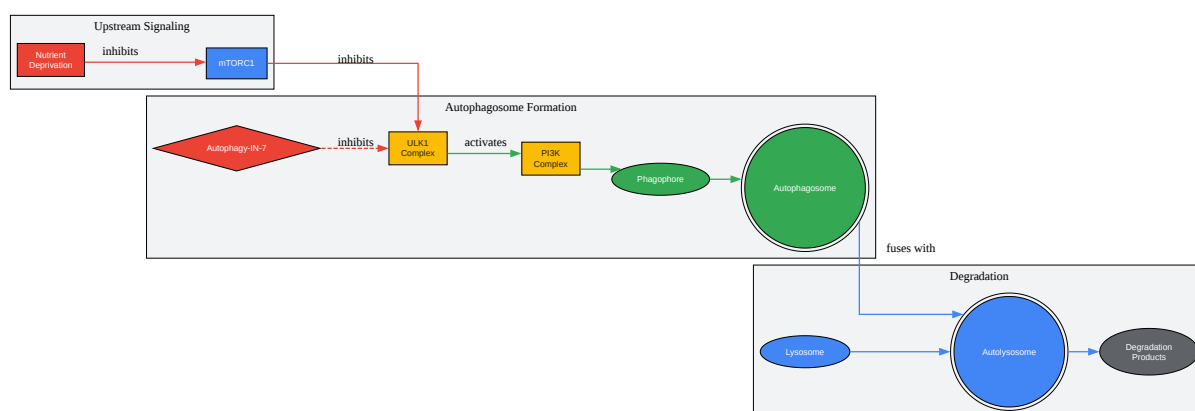 Upstream Signaling
Nutrient
Deprivation
inhibits
mTORC1
inhibits
Autophagosome Formation
Autophagy-IN-7
inhibits
ULK1
Complex
activates
PI3K
Complex
Phagophore
Autophagosome
fuses with
Degradation
Lysosome
Autolysosome
Degradation
Products